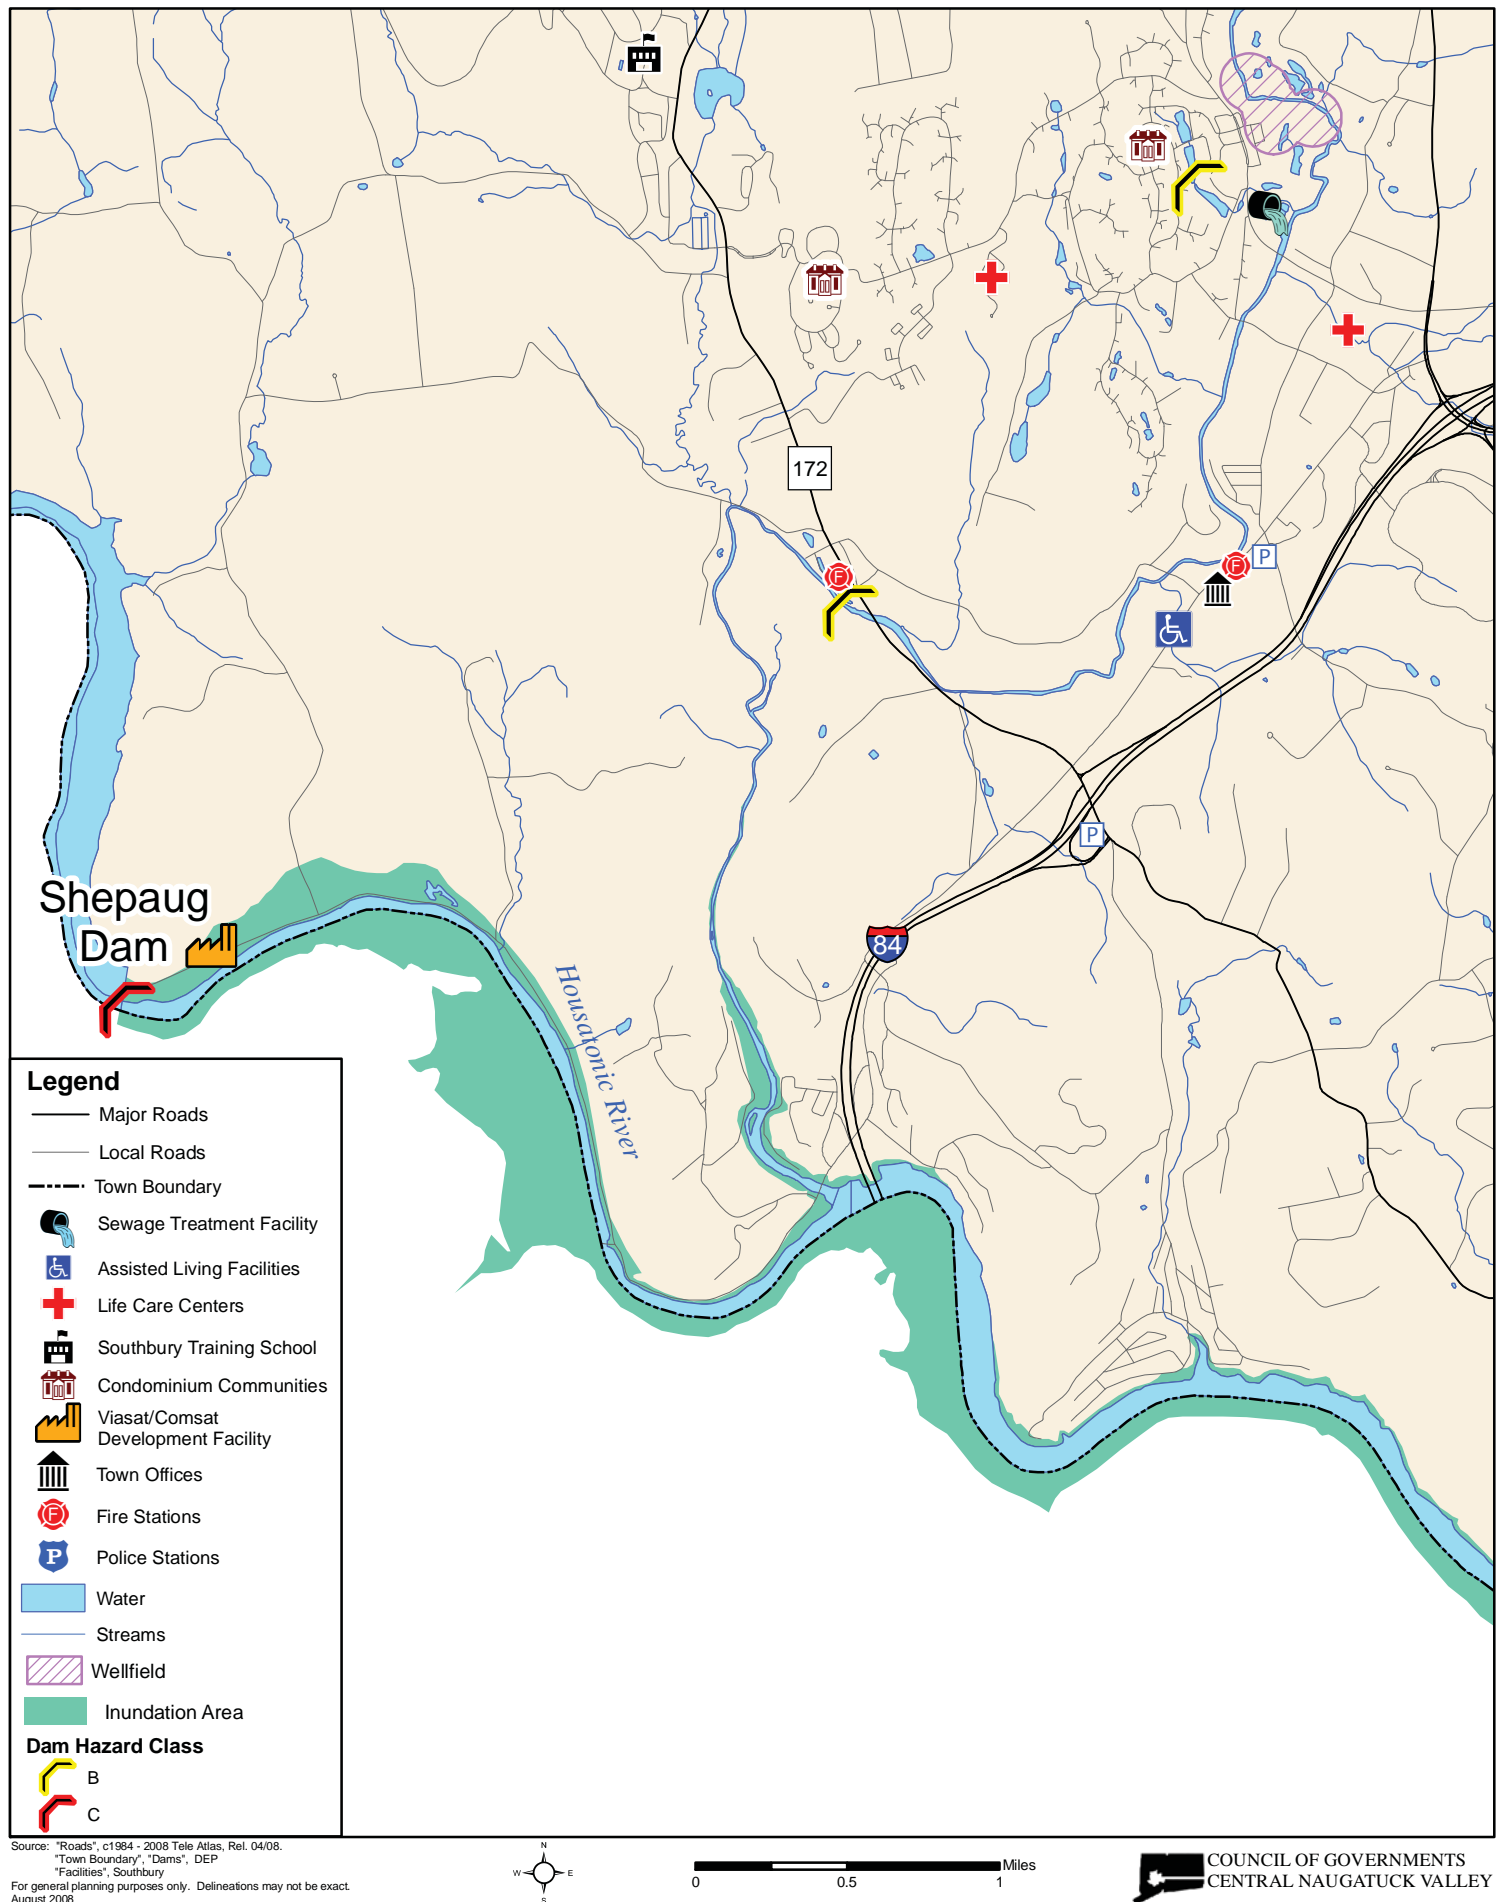 172
F
F
P
P
Shepaug
Dam
84
Housatonic River
Legend
Major Roads
Local Roads
Town Boundary
Sewage Treatment Facility
Assisted Living Facilities
Life Care Centers
Southbury Training School
Condominium Communities
Viasat/Comsat
Development Facility
Town Offices
F
Fire Stations
P
Police Stations
Water
Streams
Wellfield
Inundation Area
Dam Hazard Class
B
C
Source: "Roads", c1984 - 2008 Tele Atlas, Rel. 04/08.
"Town Boundary", "Dams", DEP
"Facilities", Southbury
For general planning purposes only. Delineations may not be exact.
August 2008
N
W E
S
Miles
0 0.5 1
COUNCIL OF GOVERNMENTS
CENTRAL NAUGATUCK VALLEY